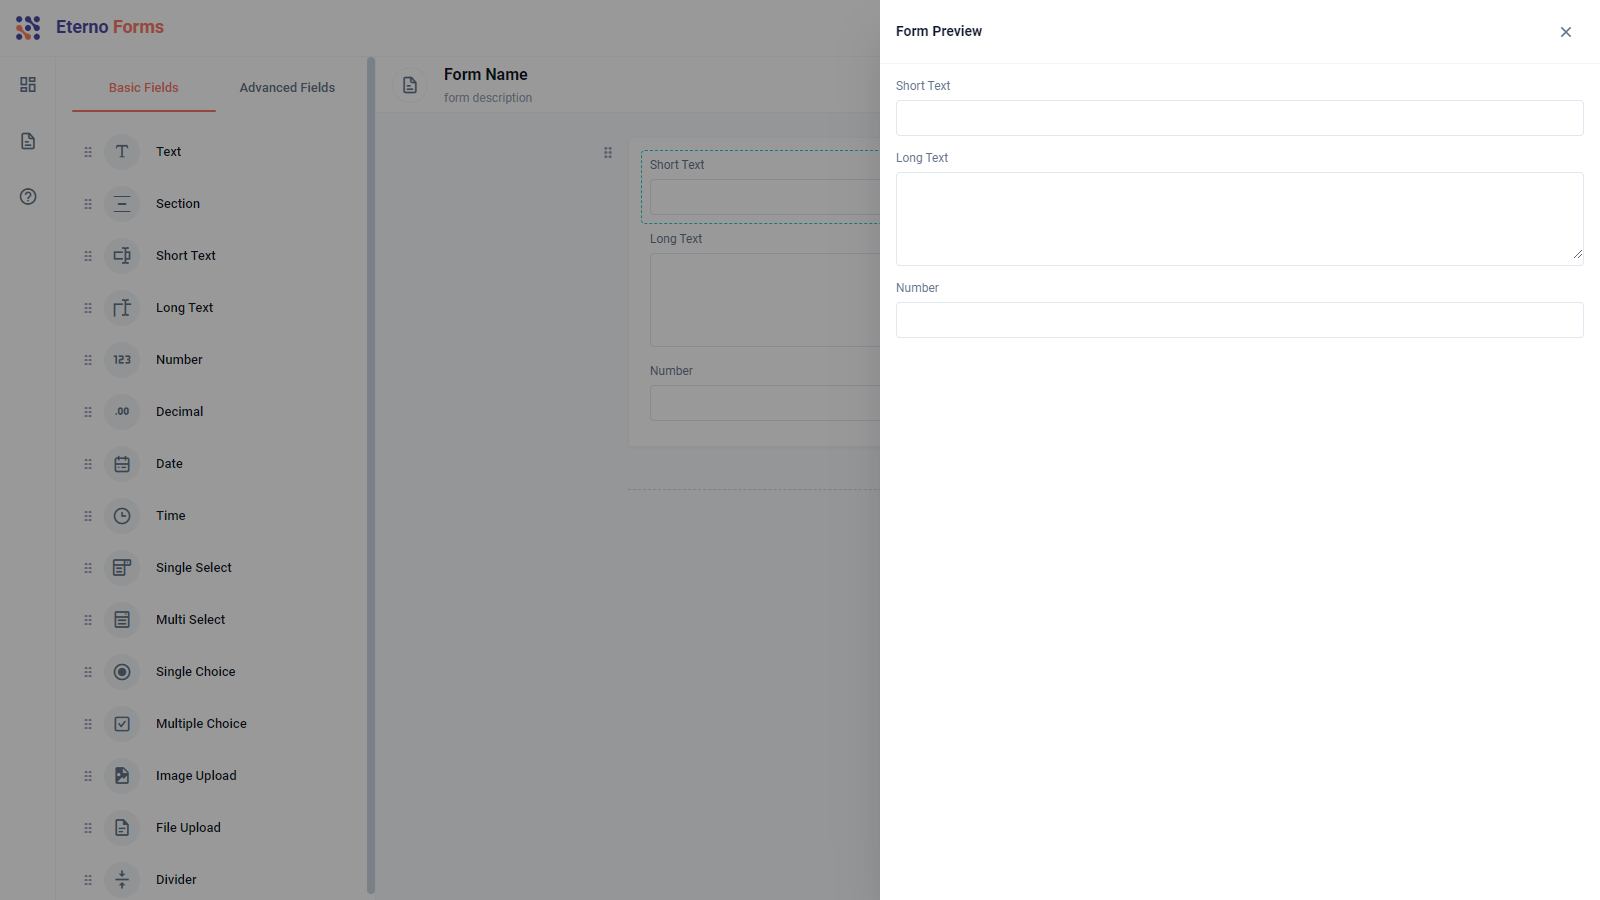 Eterno Forms
Basic Fields
Advanced Fields
Text
Section
Short Text
Long Text
123
Number
.00
Decimal
Date
Time
Single Select
Multi Select
Single Choice
Multiple Choice
Image Upload
File Upload
Divider
Form Name
form description
Short Text
Long Text
Number
Form Preview
Short Text
Long Text
Number